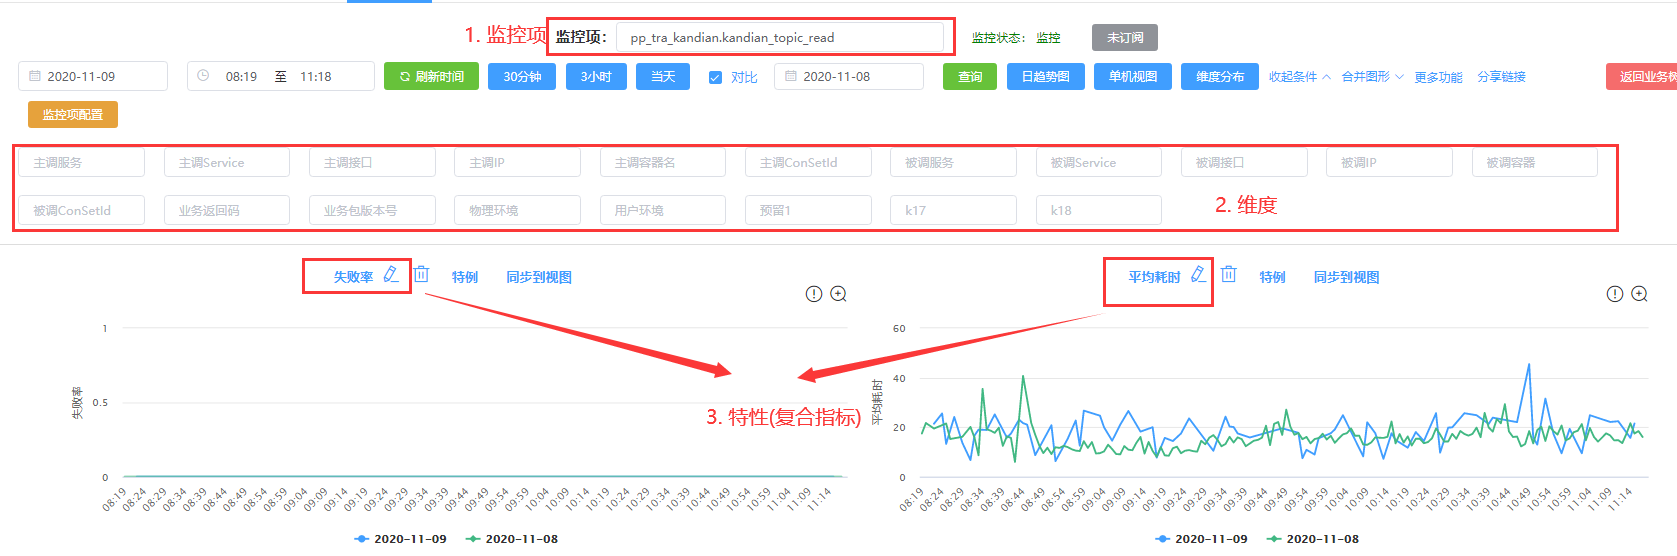 1. 监控项 监控项： pp_tra_kandian.kandian_topic_read 监控状态： 监控 未订阅
2020-11-09 08:19 至 11:18 刷新时间 30分钟 3小时 当天 对比 2020-11-08 查询 日趋势图 单机视图 维度分布 收起条件 合并图形 更多功能 分享链接 返回业务树
监控项配置
主调服务 主调Service 主调接口 主调IP 主调容器名 主调ConSetId 被调服务 被调Service 被调接口 被调IP 被调容器
被调ConSetId 业务返回码 业务包版本号 物理环境 用户环境 预留1 k17 k18 2. 维度
失败率 特例 同步到视图 平均耗时 特例 同步到视图
3. 特性(复合指标)
失败率
1
0.5
0
08:19 08:24 08:29 08:34 08:39 08:44 08:49 08:54 08:59 09:04 09:09 09:14 09:19 09:24 09:29 09:34 09:39 09:44 09:49 09:54 09:59 10:04 10:09 10:14 10:19 10:24 10:29 10:34 10:39 10:44 10:49 10:54 10:59 11:04 11:09 11:14
2020-11-09 2020-11-08
平均耗时
60
40
20
0
08:19 08:24 08:29 08:34 08:39 08:44 08:49 08:54 08:59 09:04 09:09 09:14 09:19 09:24 09:29 09:34 09:39 09:44 09:49 09:54 09:59 10:04 10:09 10:14 10:19 10:24 10:29 10:34 10:39 10:44 10:49 10:54 10:59 11:04 11:09 11:14
2020-11-09 2020-11-08